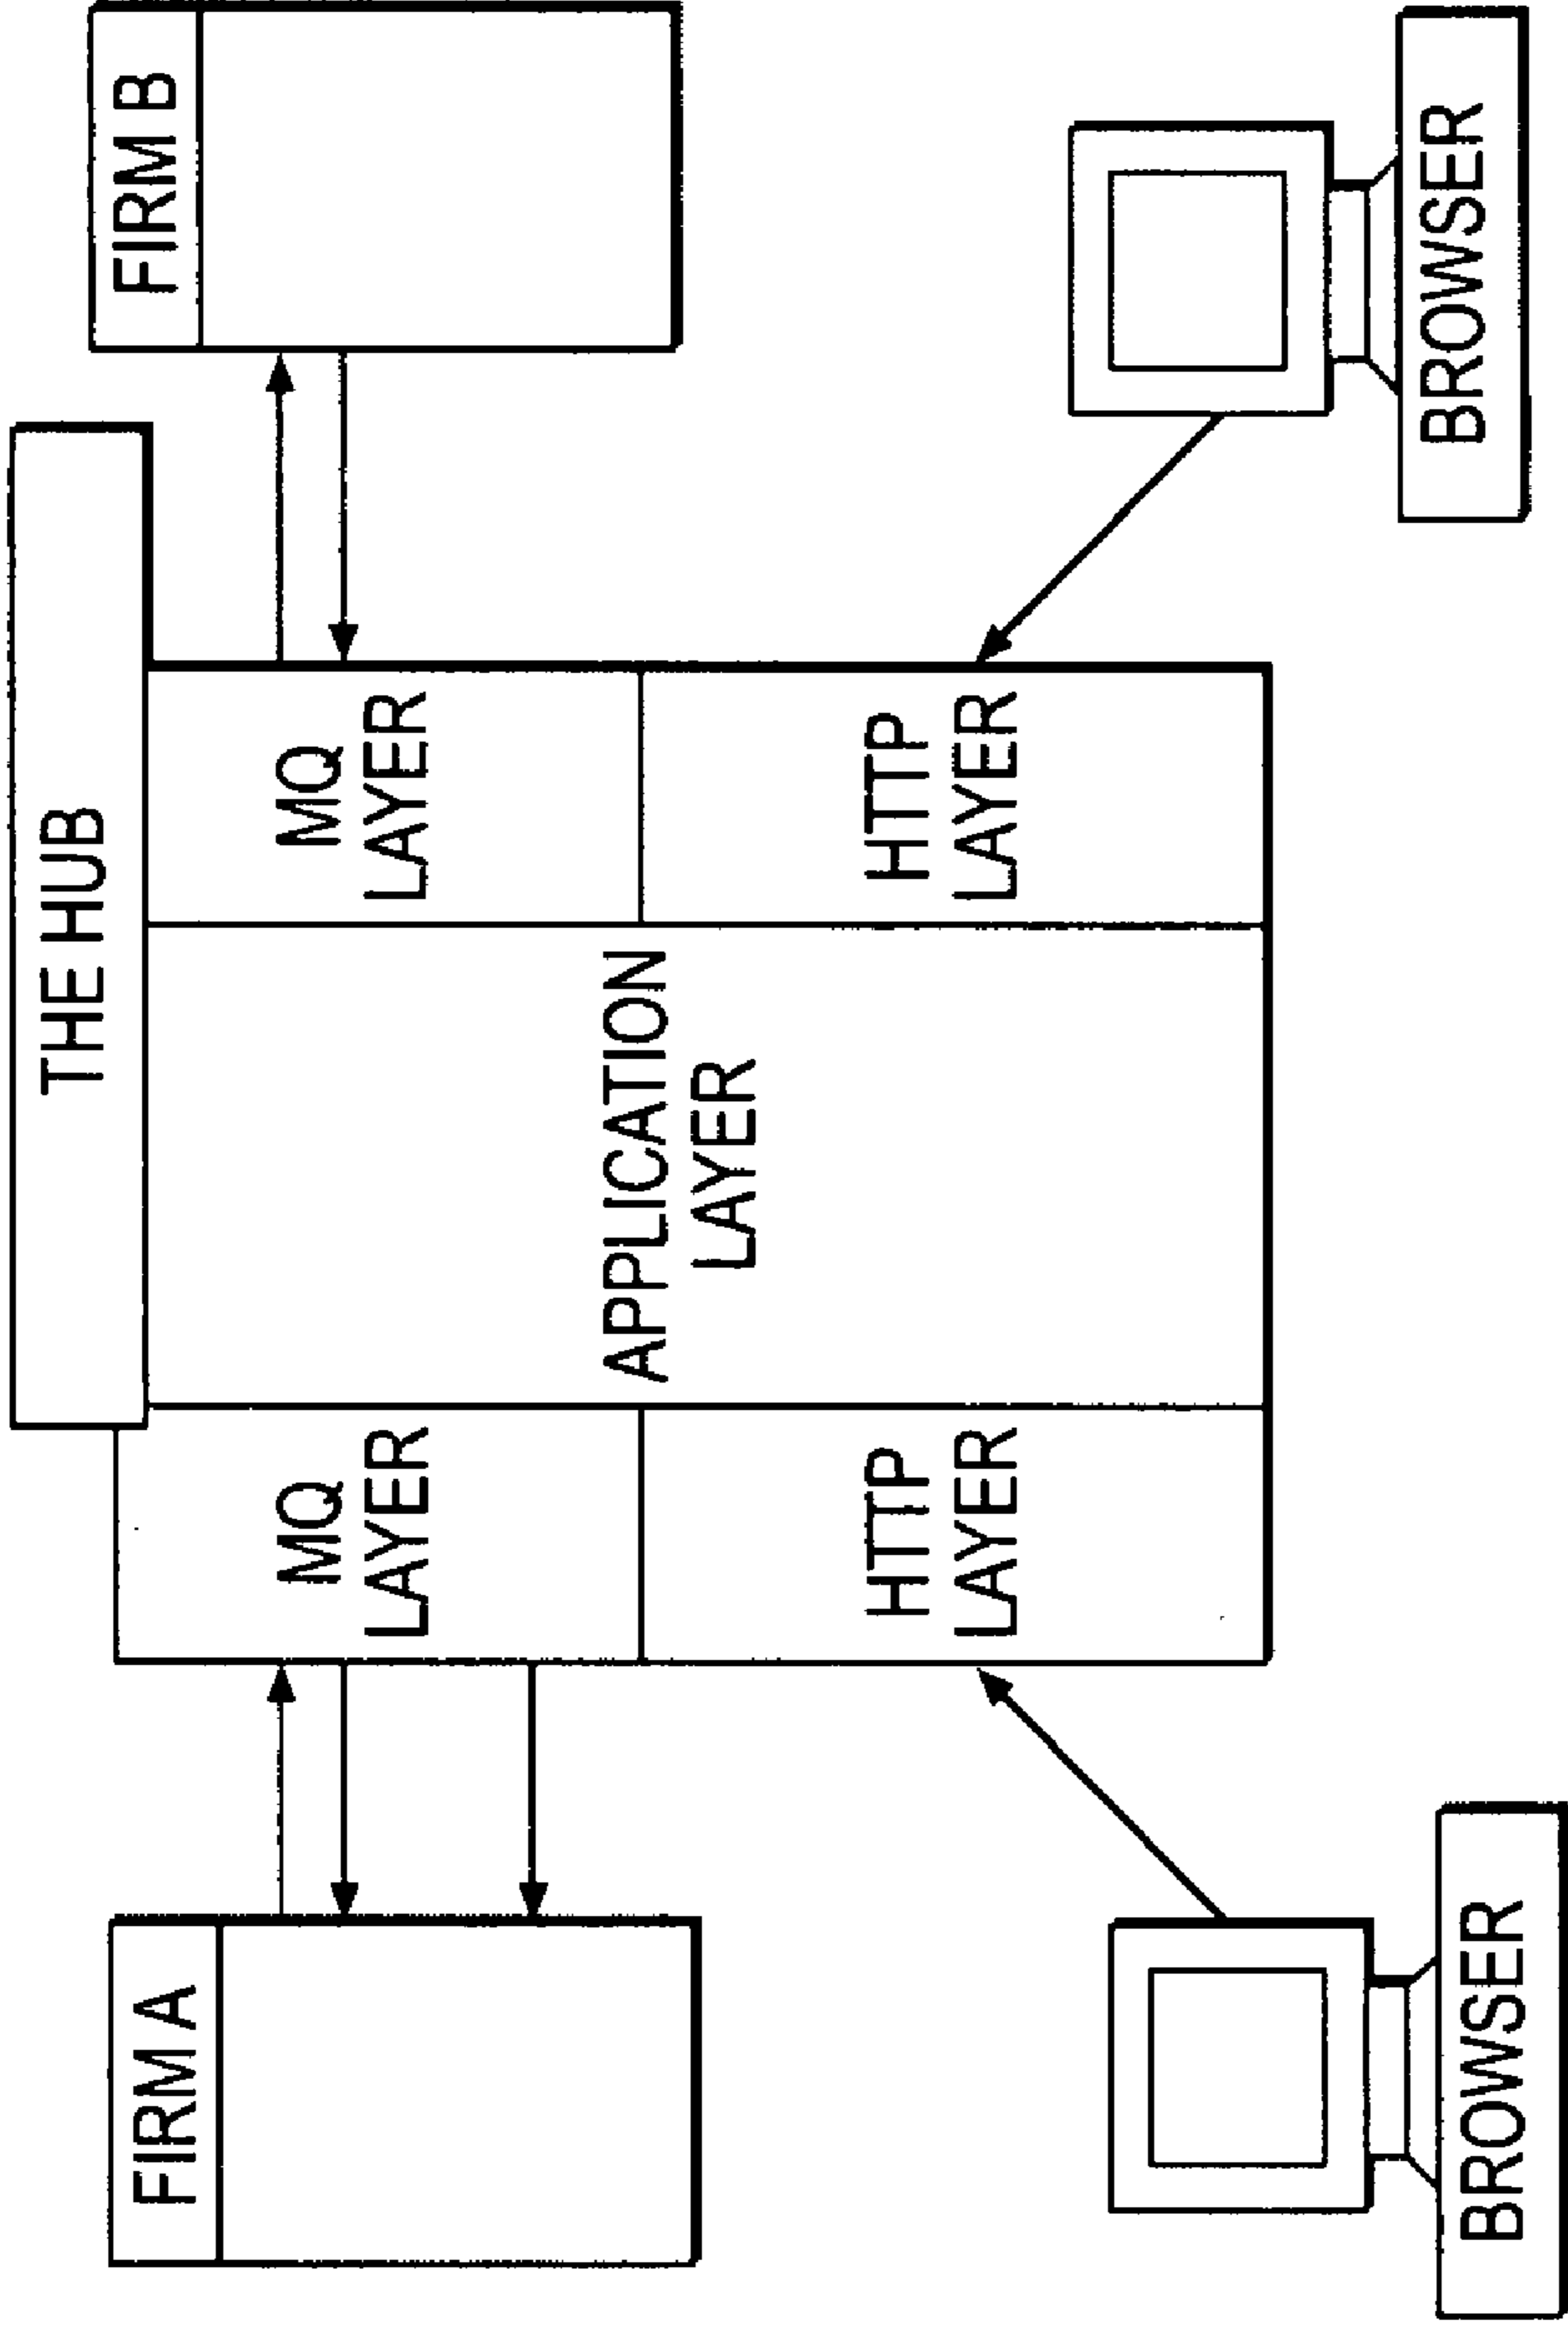 THE HUB
FIRM A
FIRM B
MQ
LAYER
APPLICATION
LAYER
MQ
LAYER
HTTP
LAYER
HTTP
LAYER
BROWSER
BROWSER